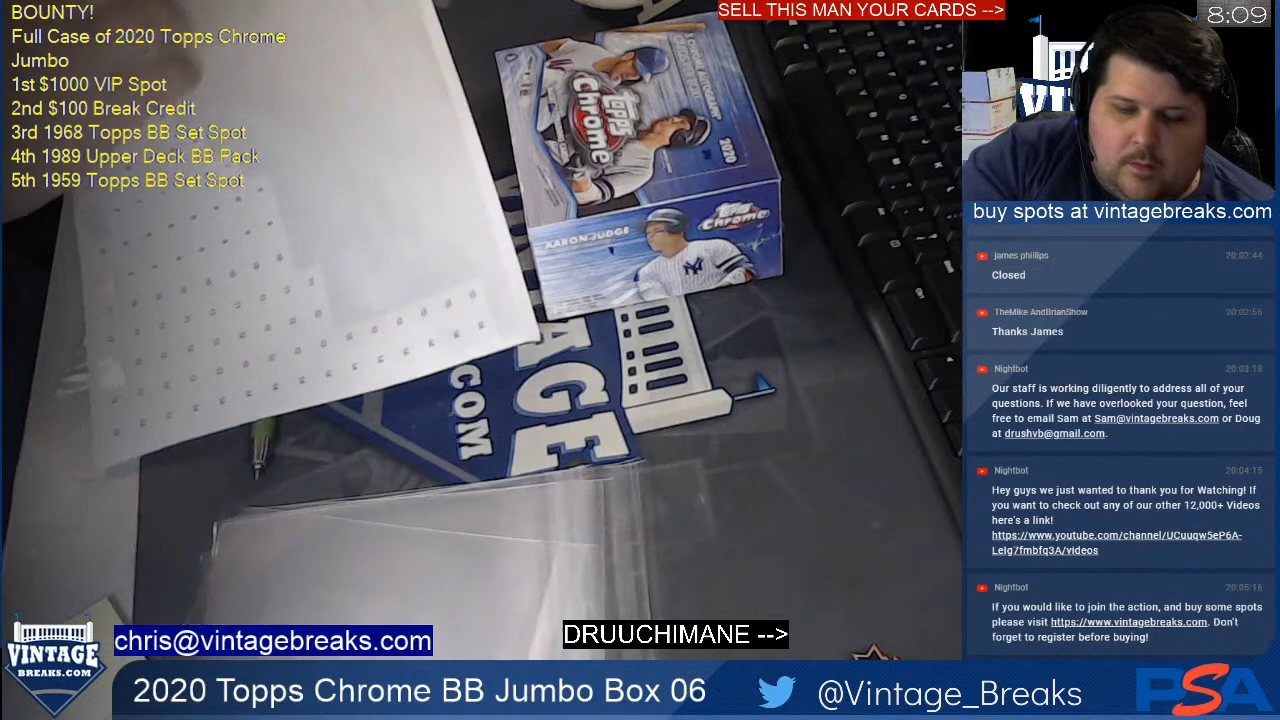 BOUNTY!
Full Case of 2020 Topps Chrome
Jumbo
1st $1000 VIP Spot
2nd $100 Break Credit
3rd 1968 Topps BB Set Spot
4th 1989 Upper Deck BB Pack
5th 1959 Topps BB Set Spot
SELL THIS MAN YOUR CARDS -->
8:09
VI
5 CHROME AUTOGRAPH
2020
Topps
Chrome
AARON JUDGE
Topps
Chrome
AGE
.COM
buy spots at vintagebreaks.com
james phillips 20:02:44
Closed
TheMike AndBrianShow 20:02:56
Thanks James
Nightbot 20:03:18
Our staff is working diligently to address all of your
questions. If we have overlooked your question, feel
free to email Sam at Sam@vintagebreaks.com or Doug
at drushvb@gmail.com.
Nightbot 20:04:15
Hey guys we just wanted to thank you for Watching! If
you want to check out any of our other 12,000+ Videos
here's a link!
https://www.youtube.com/channel/UCuuqw5eP6A-
LeIg7fmbfq3A/videos
Nightbot 20:05:16
If you would like to join the action, and buy some spots
please visit https://www.vintagebreaks.com. Don't
forget to register before buying!
chris@vintagebreaks.com
DRUUCHIMANE -->
VINTAGE
BREAKS.COM
2020 Topps Chrome BB Jumbo Box 06
@Vintage_Breaks
PSA